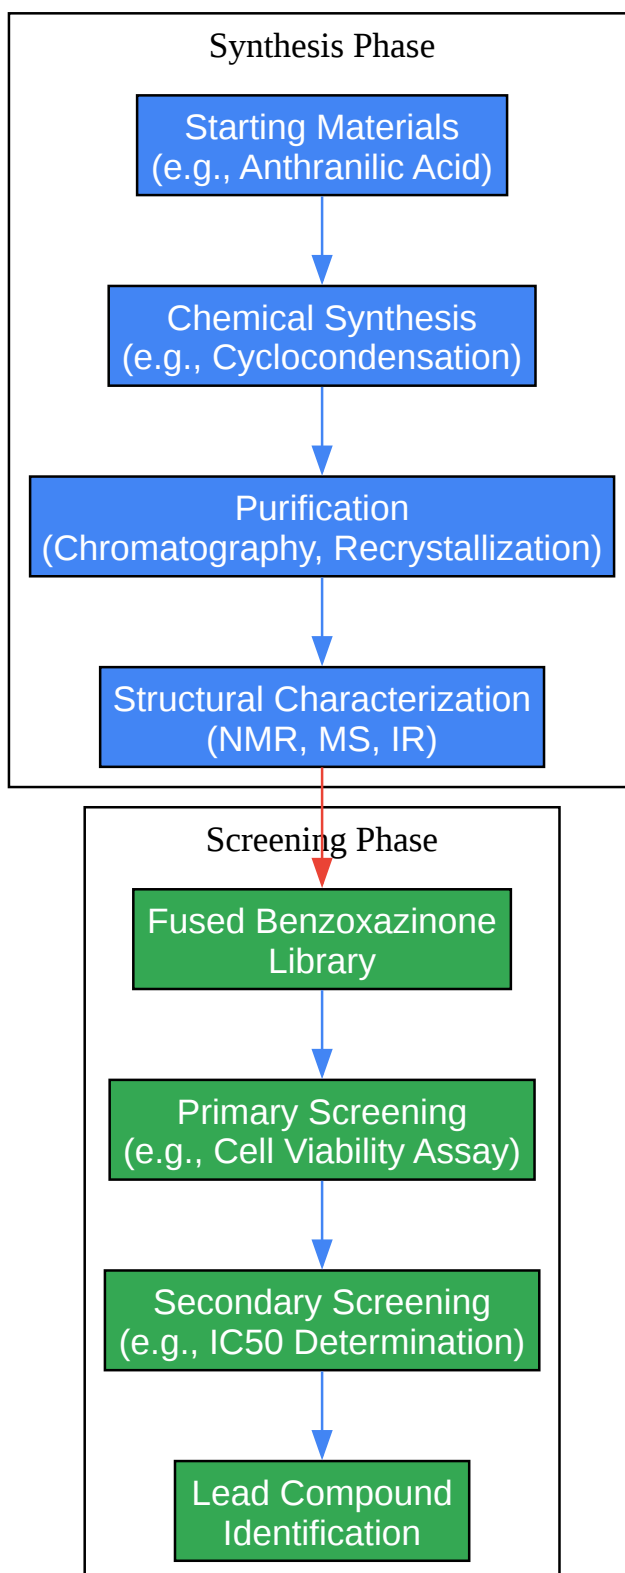 Synthesis Phase
Starting Materials
(e.g., Anthranilic Acid)
Chemical Synthesis
(e.g., Cyclocondensation)
Purification
(Chromatography, Recrystallization)
Structural Characterization
(NMR, MS, IR)
Screening Phase
Fused Benzoxazinone
Library
Primary Screening
(e.g., Cell Viability Assay)
Secondary Screening
(e.g., IC50 Determination)
Lead Compound
Identification